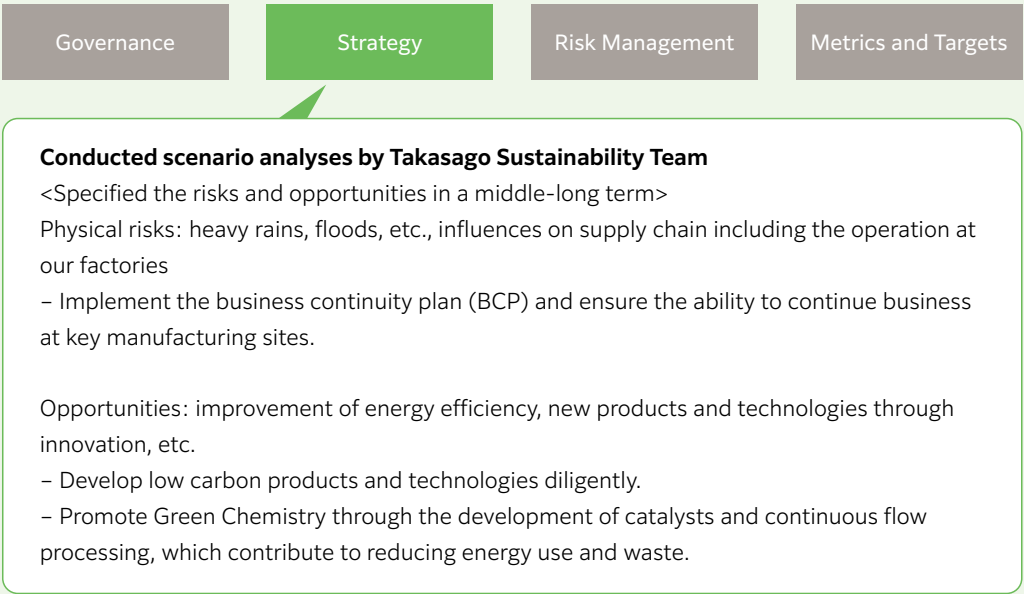 Governance
Strategy
Risk Management
Metrics and Targets
Conducted scenario analyses by Takasago Sustainability Team
<Specified the risks and opportunities in a middle-long term>
Physical risks: heavy rains, floods, etc., influences on supply chain including the operation at
our factories
– Implement the business continuity plan (BCP) and ensure the ability to continue business
at key manufacturing sites.
Opportunities: improvement of energy efficiency, new products and technologies through
innovation, etc.
– Develop low carbon products and technologies diligently.
– Promote Green Chemistry through the development of catalysts and continuous flow
processing, which contribute to reducing energy use and waste.